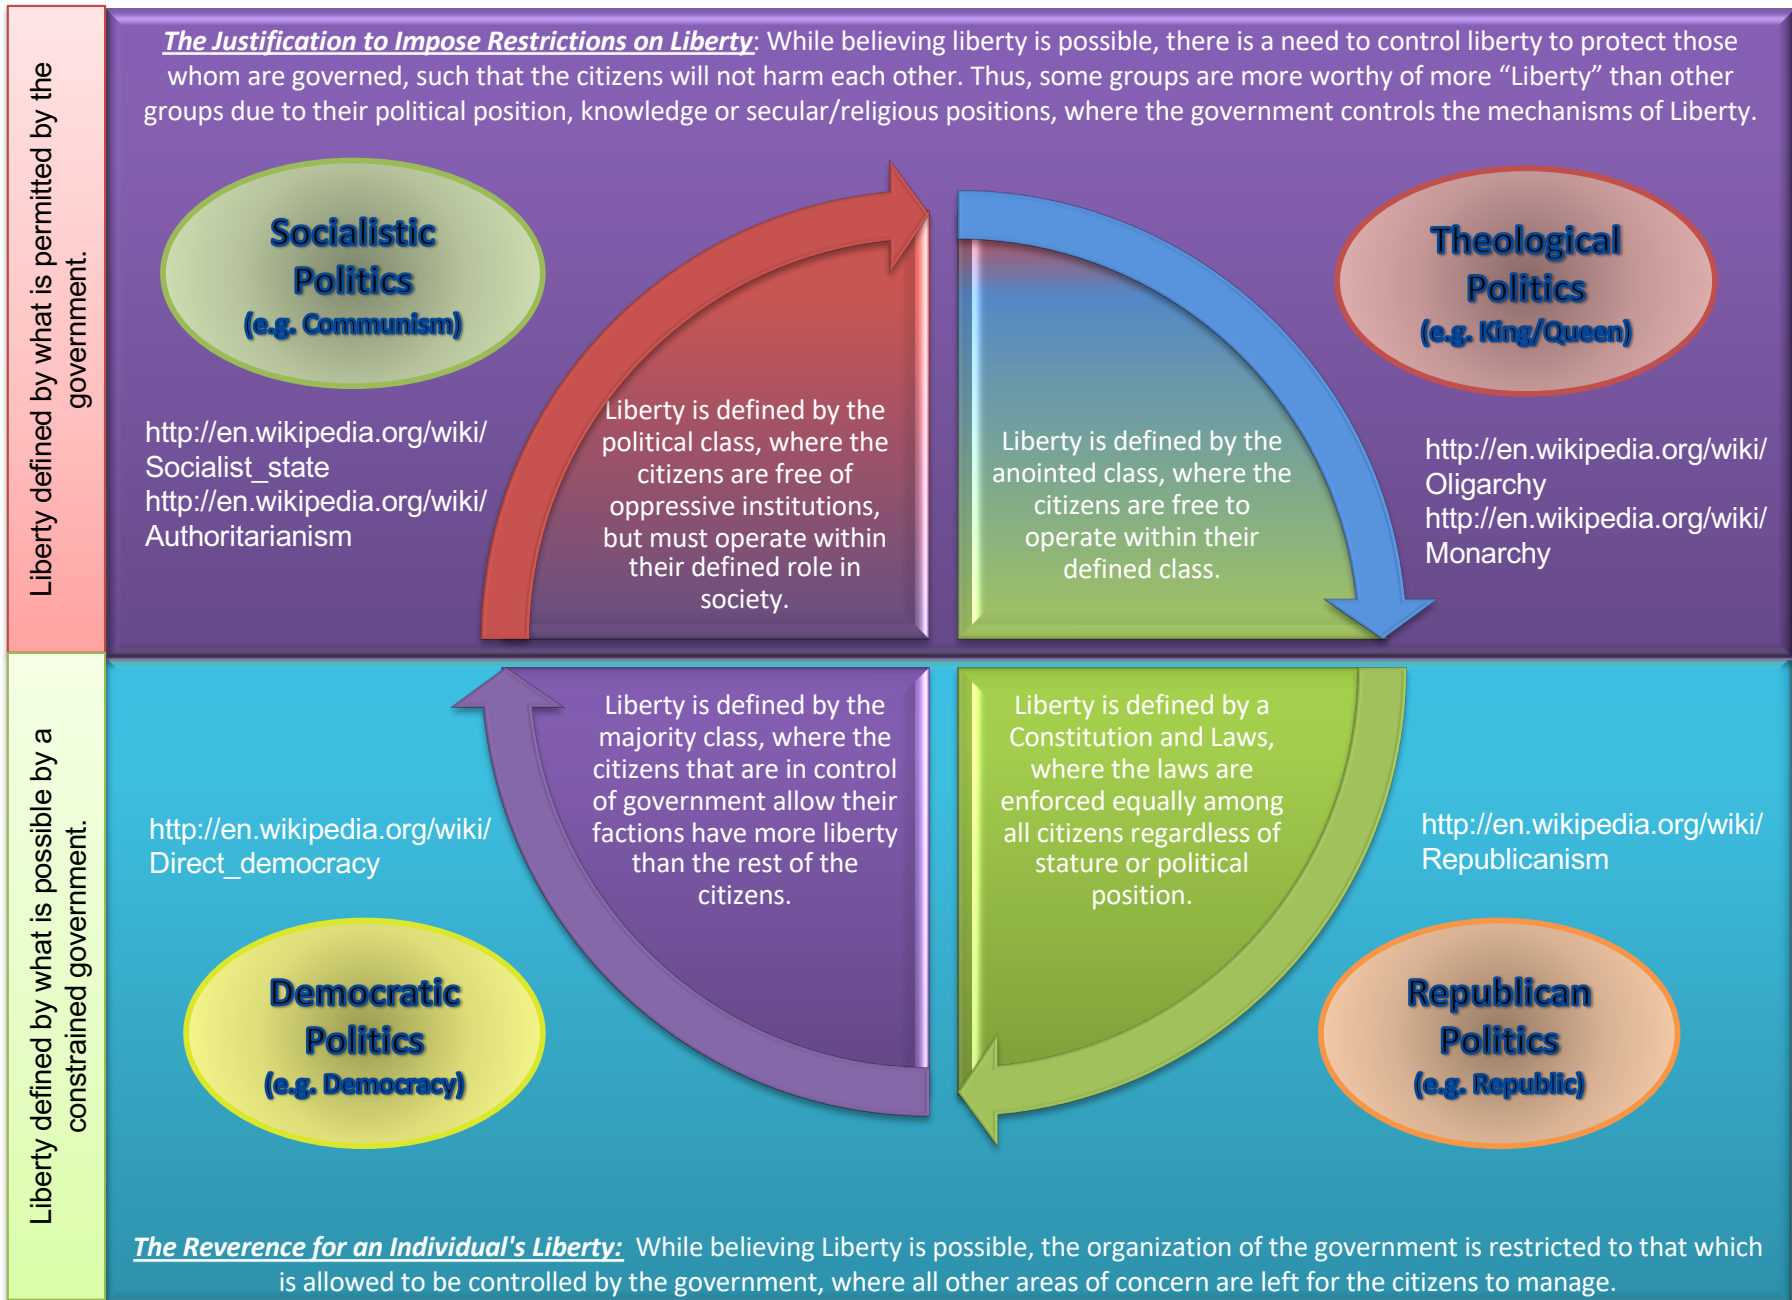 The Justification to Impose Restrictions on Liberty: While believing liberty is possible, there is a need to control liberty to protect those
whom are governed, such that the citizens will not harm each other. Thus, some groups are more worthy of more “Liberty” than other
groups due to their political position, knowledge or secular/religious positions, where the government controls the mechanisms of Liberty.
Liberty defined by what is permitted by the
government.
Socialistic
Politics
(e.g. Communism)
http://en.wikipedia.org/wiki/
Socialist_state
http://en.wikipedia.org/wiki/
Authoritarianism
Liberty is defined by the
political class, where the
citizens are free of
oppressive institutions,
but must operate within
their defined role in
society.
Liberty is defined by the
anointed class, where the
citizens are free to
operate within their
defined class.
Theological
Politics
(e.g. King/Queen)
http://en.wikipedia.org/wiki/
Oligarchy
http://en.wikipedia.org/wiki/
Monarchy
Liberty defined by what is possible by a
constrained government.
http://en.wikipedia.org/wiki/
Direct_democracy
Democratic
Politics
(e.g. Democracy)
Liberty is defined by the
majority class, where the
citizens that are in control
of government allow their
factions have more liberty
than the rest of the
citizens.
Liberty is defined by a
Constitution and Laws,
where the laws are
enforced equally among
all citizens regardless of
stature or political
position.
http://en.wikipedia.org/wiki/
Republicanism
Republican
Politics
(e.g. Republic)
The Reverence for an Individual's Liberty: While believing Liberty is possible, the organization of the government is restricted to that which
is allowed to be controlled by the government, where all other areas of concern are left for the citizens to manage.